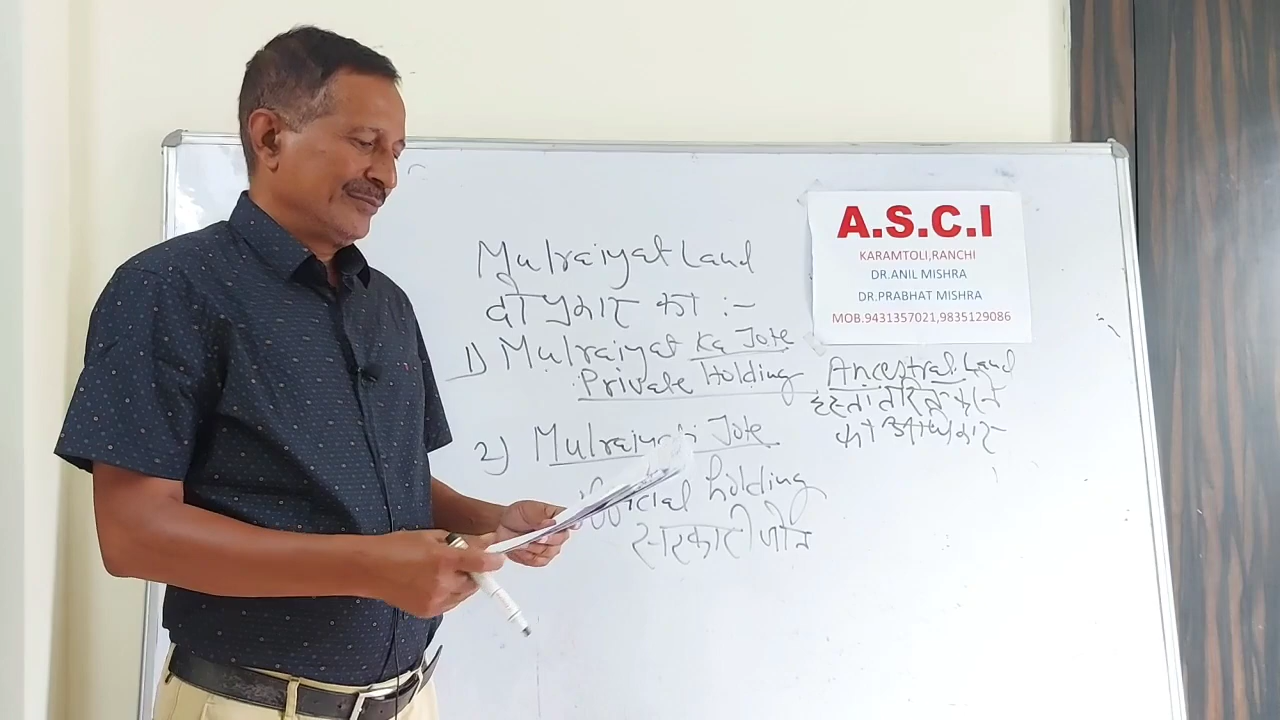 A.S.C.I
KARAMTOLI,RANCHI
DR.ANIL MISHRA
DR.PRABHAT MISHRA
MOB.9431357021,9835129086
Mulraiyat Land
दो प्रकार का :-
1) Mulraiyat Ka Jote
Private Holding
Ancestral Land
हस्तांतरित करने
का अधिकार
2) Mulraiyati Jote
holding
सरकारी जोत